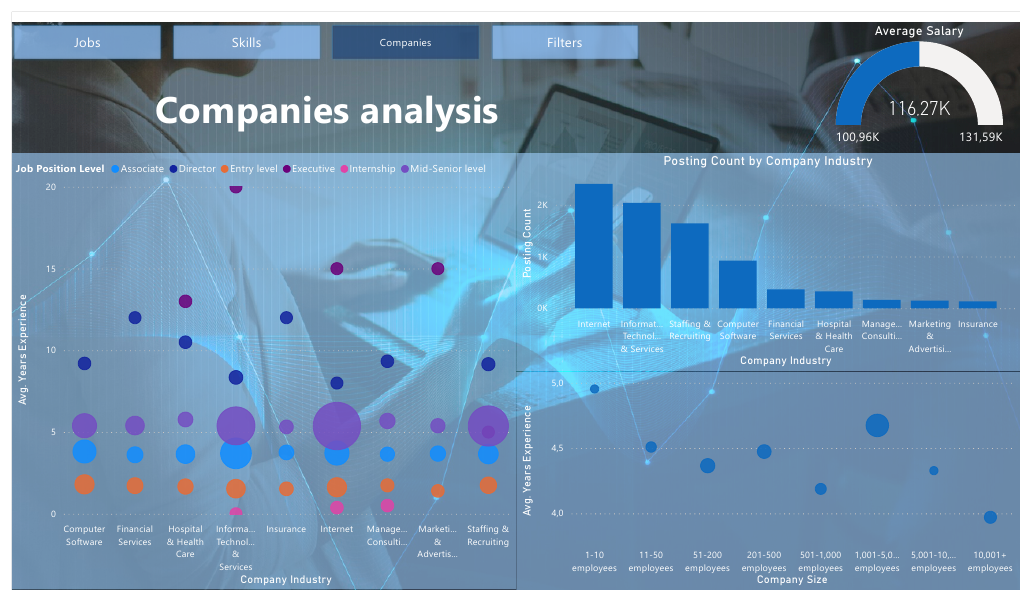 Jobs
Skills
Companies
Filters
Average Salary
116,27K
100,96K
131,59K
Companies analysis
Job Position Level
Associate
Director
Entry level
Executive
Internship
Mid-Senior level
Avg. Years Experience
20
15
10
5
0
Computer
Software
Financial
Services
Hospital
& Health
Care
Informa...
Technol...
&
Services
Insurance
Internet
Manage...
Consulti...
Marketi...
&
Advertis...
Staffing &
Recruiting
Company Industry
Posting Count by Company Industry
Posting Count
2K
1K
0K
Internet
Informat...
Technol...
& Services
Staffing &
Recruiting
Computer
Software
Financial
Services
Hospital
& Health
Care
Manage...
Consulti...
Marketing
&
Advertisi...
Insurance
Company Industry
Avg. Years Experience
5,0
4,5
4,0
1-10
employees
11-50
employees
51-200
employees
201-500
employees
501-1,000
employees
1,001-5,0...
employees
5,001-10,...
employees
10,001+
employees
Company Size